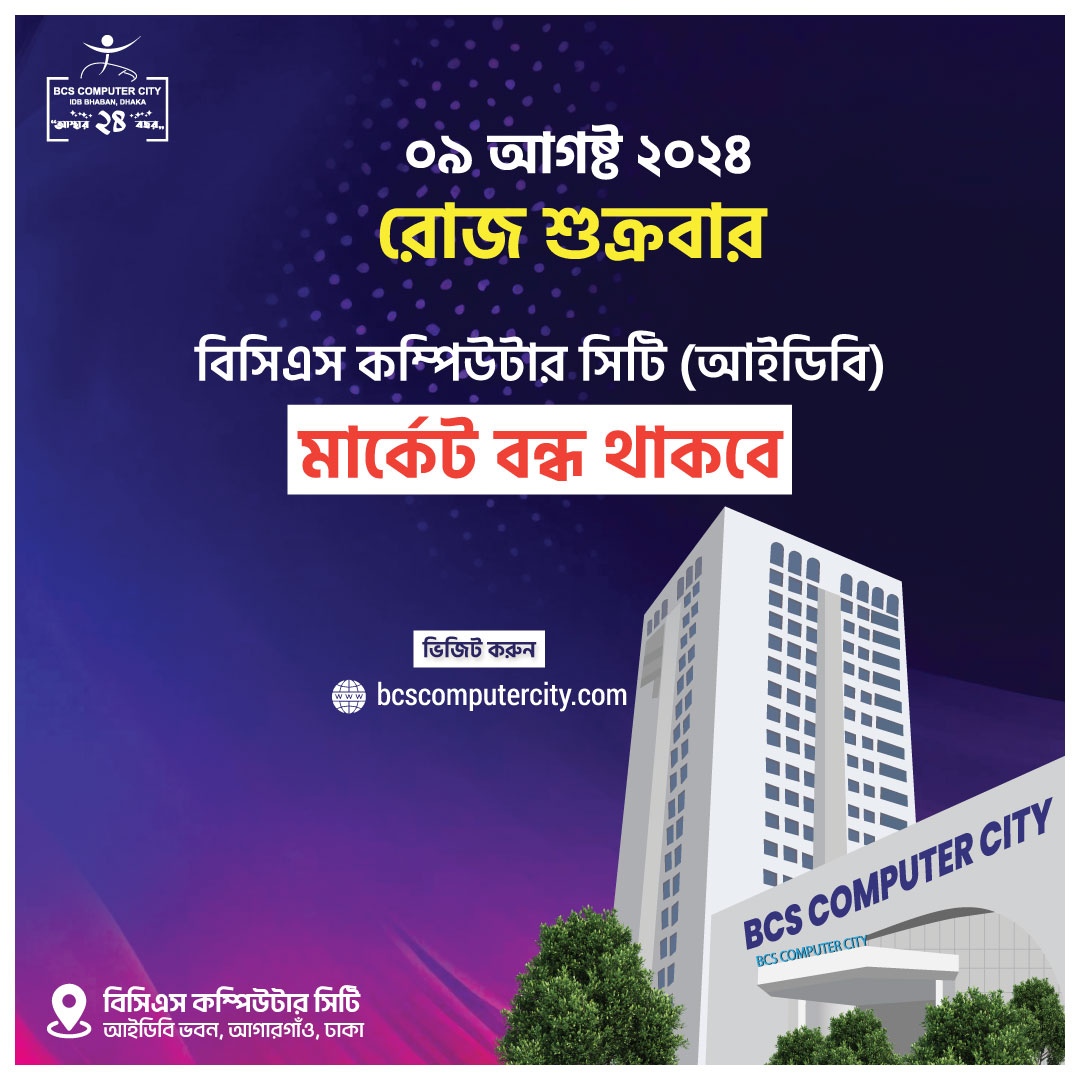 BCS COMPUTER CITY
IDB BHABAN, DHAKA
“আস্থার ২৪ বছর„
০৯ আগষ্ট ২০২৪
রোজ শুক্রবার
বিসিএস কম্পিউটার সিটি (আইডিবি)
মার্কেট বন্ধ থাকবে
ভিজিট করুন
www bcscomputercity.com
BCS COMPUTER CITY
BCS COMPUTER CITY
বিসিএস কম্পিউটার সিটি
আইডিবি ভবন, আগারগাঁও, ঢাকা